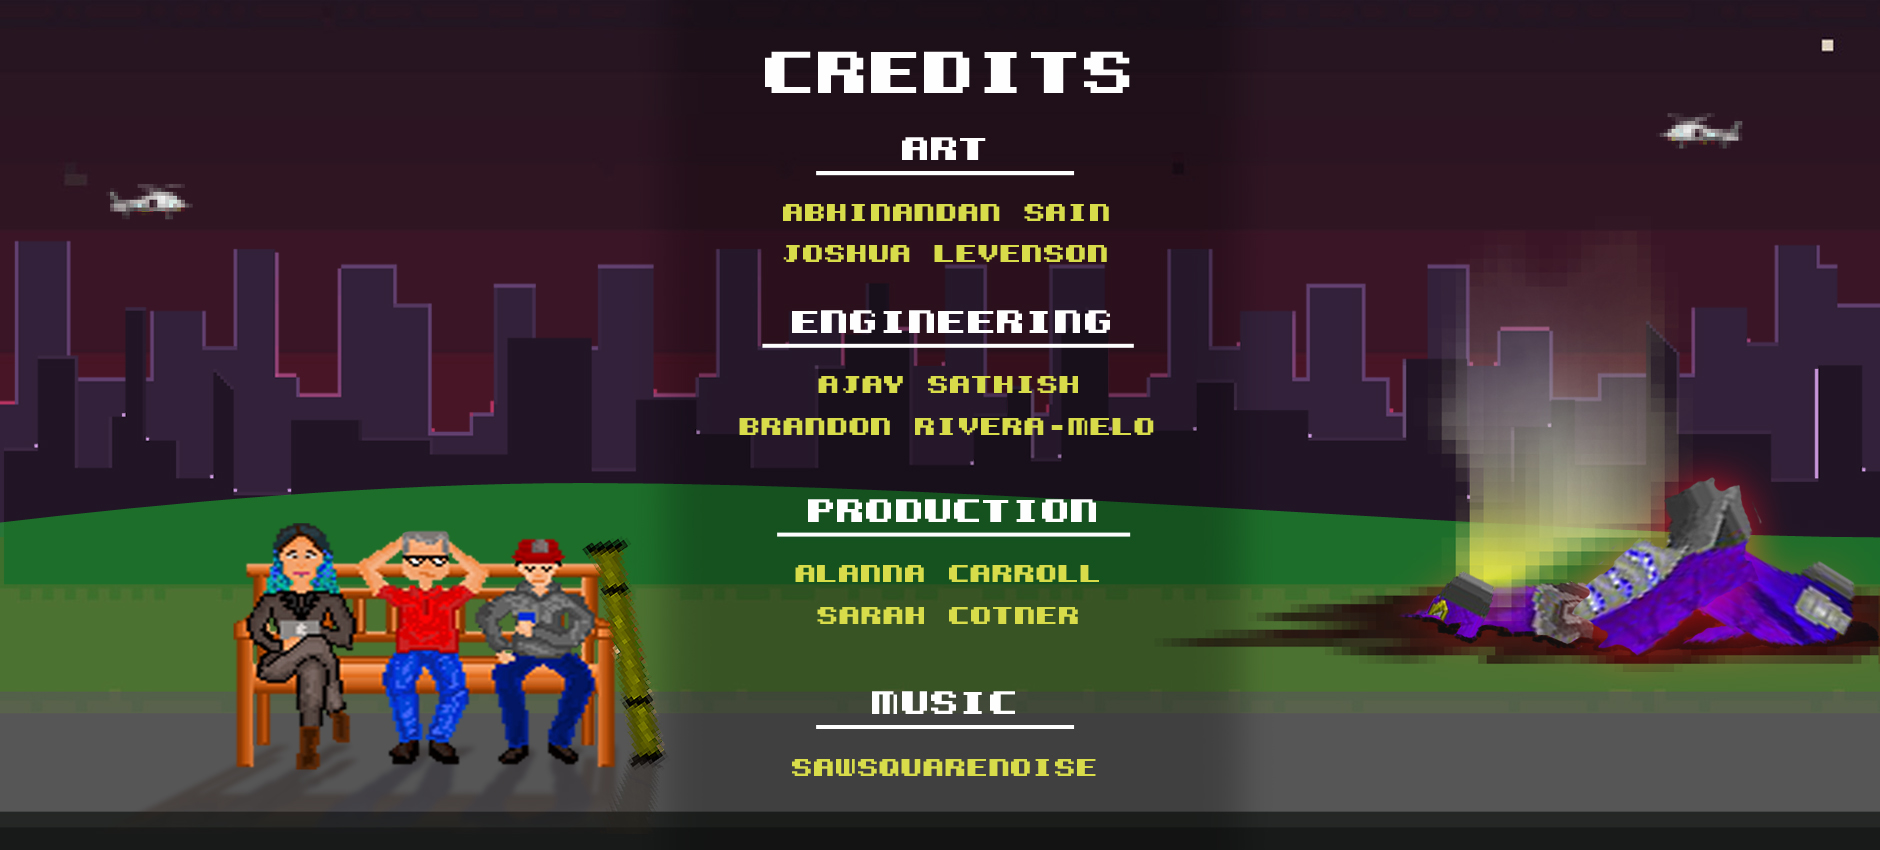 CREDITS
ART
ABHINANDAN SAIN
JOSHUA LEVENSON
ENGINEERING
AJAY SATHISH
BRANDON RIVERA-MELO
PRODUCTION
ALANNA CARROLL
SARAH COTNER
MUSIC
SAWSQUARENOISE